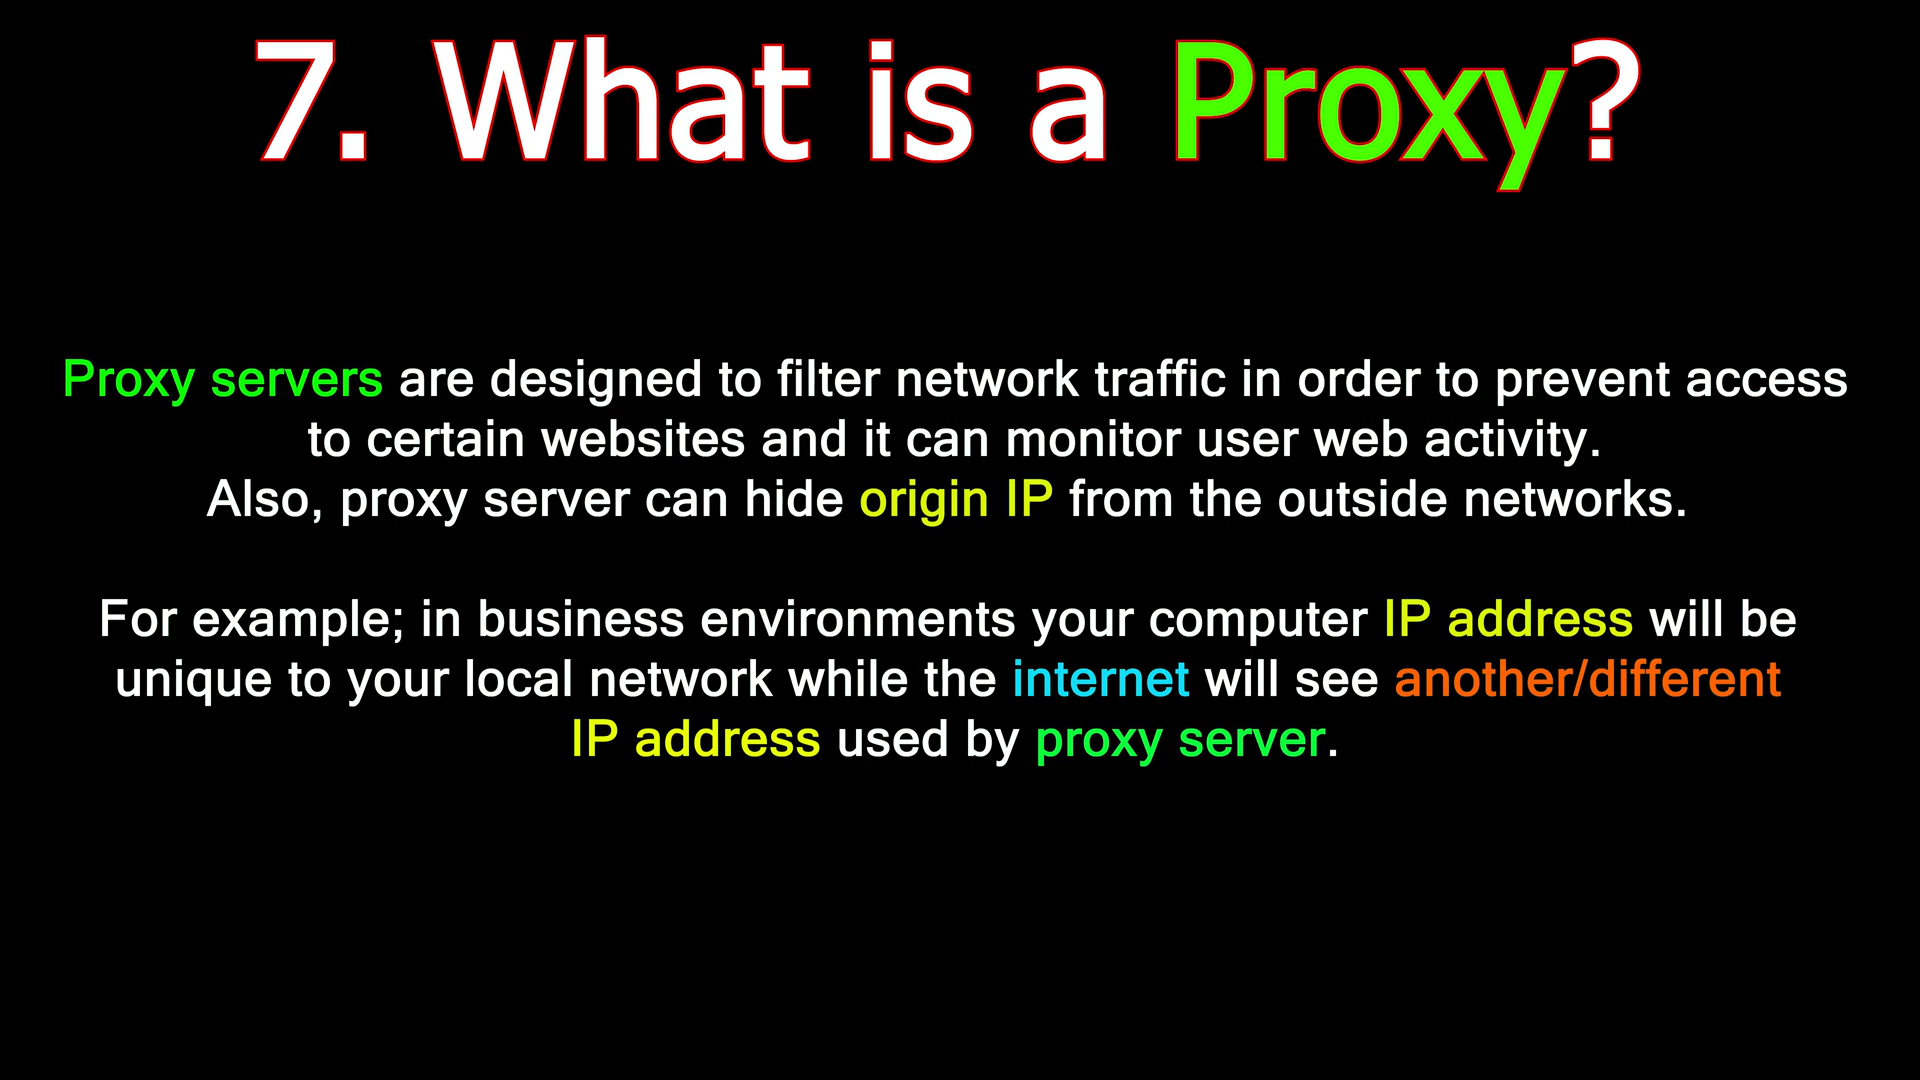 7. What is a Proxy?
Proxy servers are designed to filter network traffic in order to prevent access
to certain websites and it can monitor user web activity.
Also, proxy server can hide origin IP from the outside networks.
For example; in business environments your computer IP address will be
unique to your local network while the internet will see another/different
IP address used by proxy server.